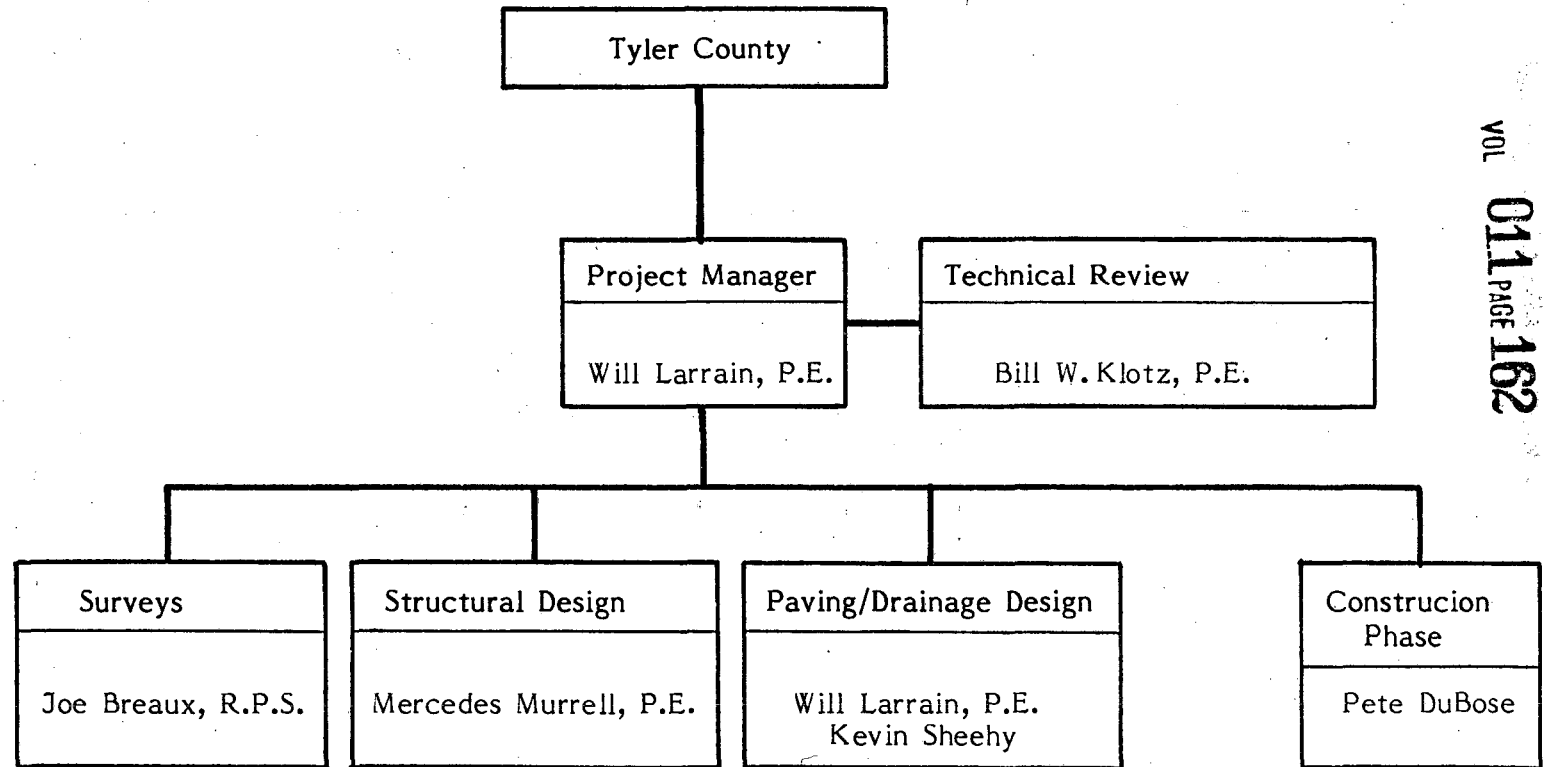 Tyler County
VOL 011 PAGE 162
Project Manager
Will Larrain, P.E.
Technical Review
Bill W. Klotz, P.E.
Surveys
Joe Breaux, R.P.S.
Structural Design
Mercedes Murrell, P.E.
Paving/Drainage Design
Will Larrain, P.E.
Kevin Sheehy
Construcion
Phase
Pete DuBose